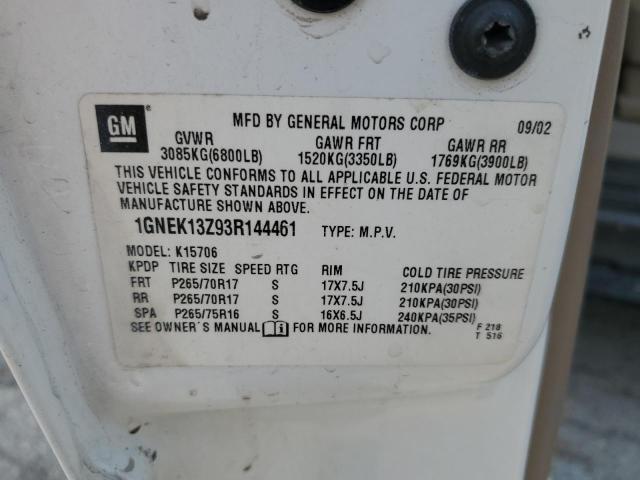 GM
MFD BY GENERAL MOTORS CORP 09/02
GVWR GAWR FRT GAWR RR
3085KG(6800LB) 1520KG(3350LB) 1769KG(3900LB)
THIS VEHICLE CONFORMS TO ALL APPLICABLE U.S. FEDERAL MOTOR
VEHICLE SAFETY STANDARDS IN EFFECT ON THE DATE OF
MANUFACTURE SHOWN ABOVE.
1GNEK13Z93R144461 TYPE: M.P.V.
MODEL: K15706
KPDP TIRE SIZE SPEED RTG RIM COLD TIRE PRESSURE
FRT P265/70R17 S 17X7.5J 210KPA(30PSI)
RR P265/70R17 S 17X7.5J 210KPA(30PSI)
SPA P265/75R16 S 16X6.5J 240KPA(35PSI)
SEE OWNER'S MANUAL FOR MORE INFORMATION. F 218
T 516